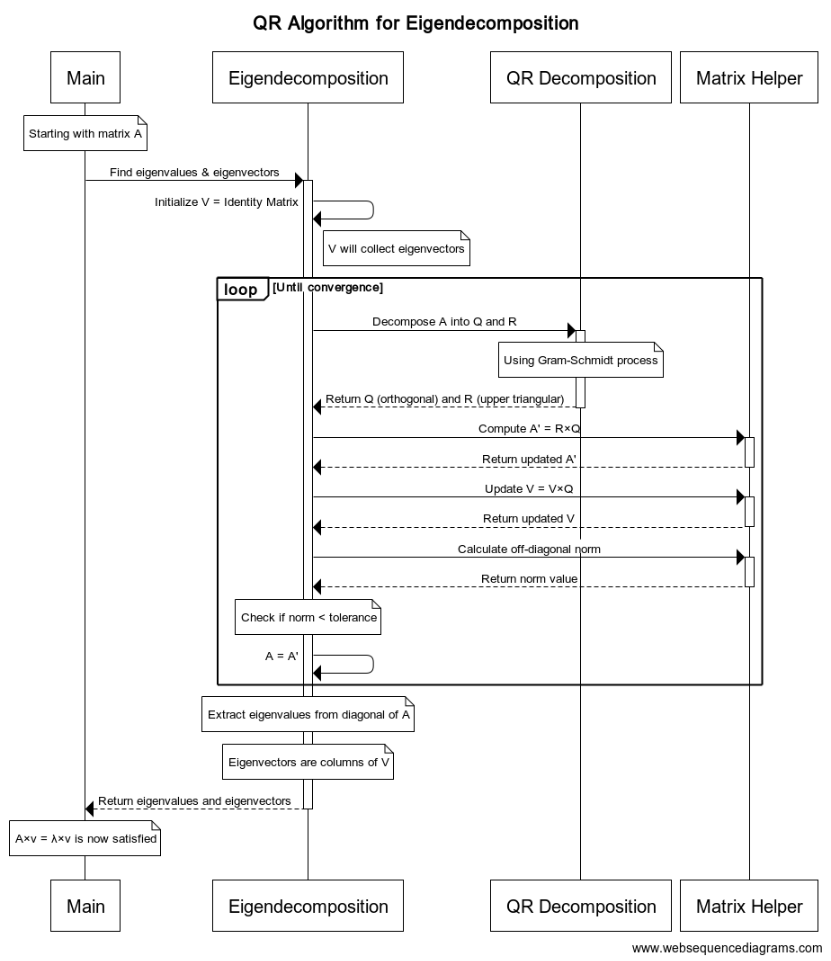 QR Algorithm for Eigendecomposition
Main
Eigendecomposition
QR Decomposition
Matrix Helper
Starting with matrix A
Find eigenvalues & eigenvectors
Initialize V = Identity Matrix
V will collect eigenvectors
loop
[Until convergence]
Decompose A into Q and R
Using Gram-Schmidt process
Return Q (orthogonal) and R (upper triangular)
Compute A' = R×Q
Return updated A'
Update V = V×Q
Return updated V
Calculate off-diagonal norm
Return norm value
Check if norm < tolerance
A = A'
Extract eigenvalues from diagonal of A
Eigenvectors are columns of V
Return eigenvalues and eigenvectors
A×v = λ×v is now satisfied
Main
Eigendecomposition
QR Decomposition
Matrix Helper
www.websequencediagrams.com